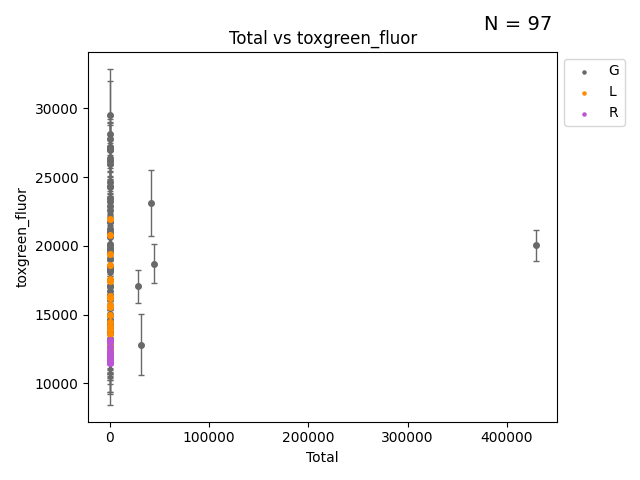 N = 97
Total vs toxgreen_fluor
G
L
R
30000
25000
20000
15000
10000
toxgreen_fluor
0
100000
200000
300000
400000
Total